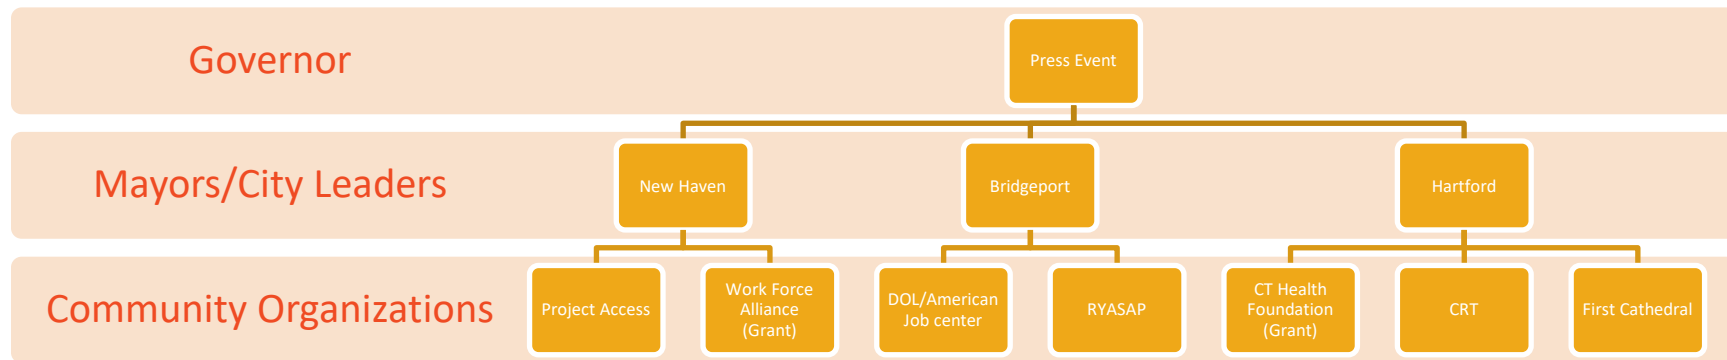 Governor
Press Event
Mayors/City Leaders
New Haven
Bridgeport
Hartford
Community Organizations
Project Access
Work Force
Alliance
(Grant)
DOL/American
Job center
RYASAP
CT Health
Foundation
(Grant)
CRT
First Cathedral